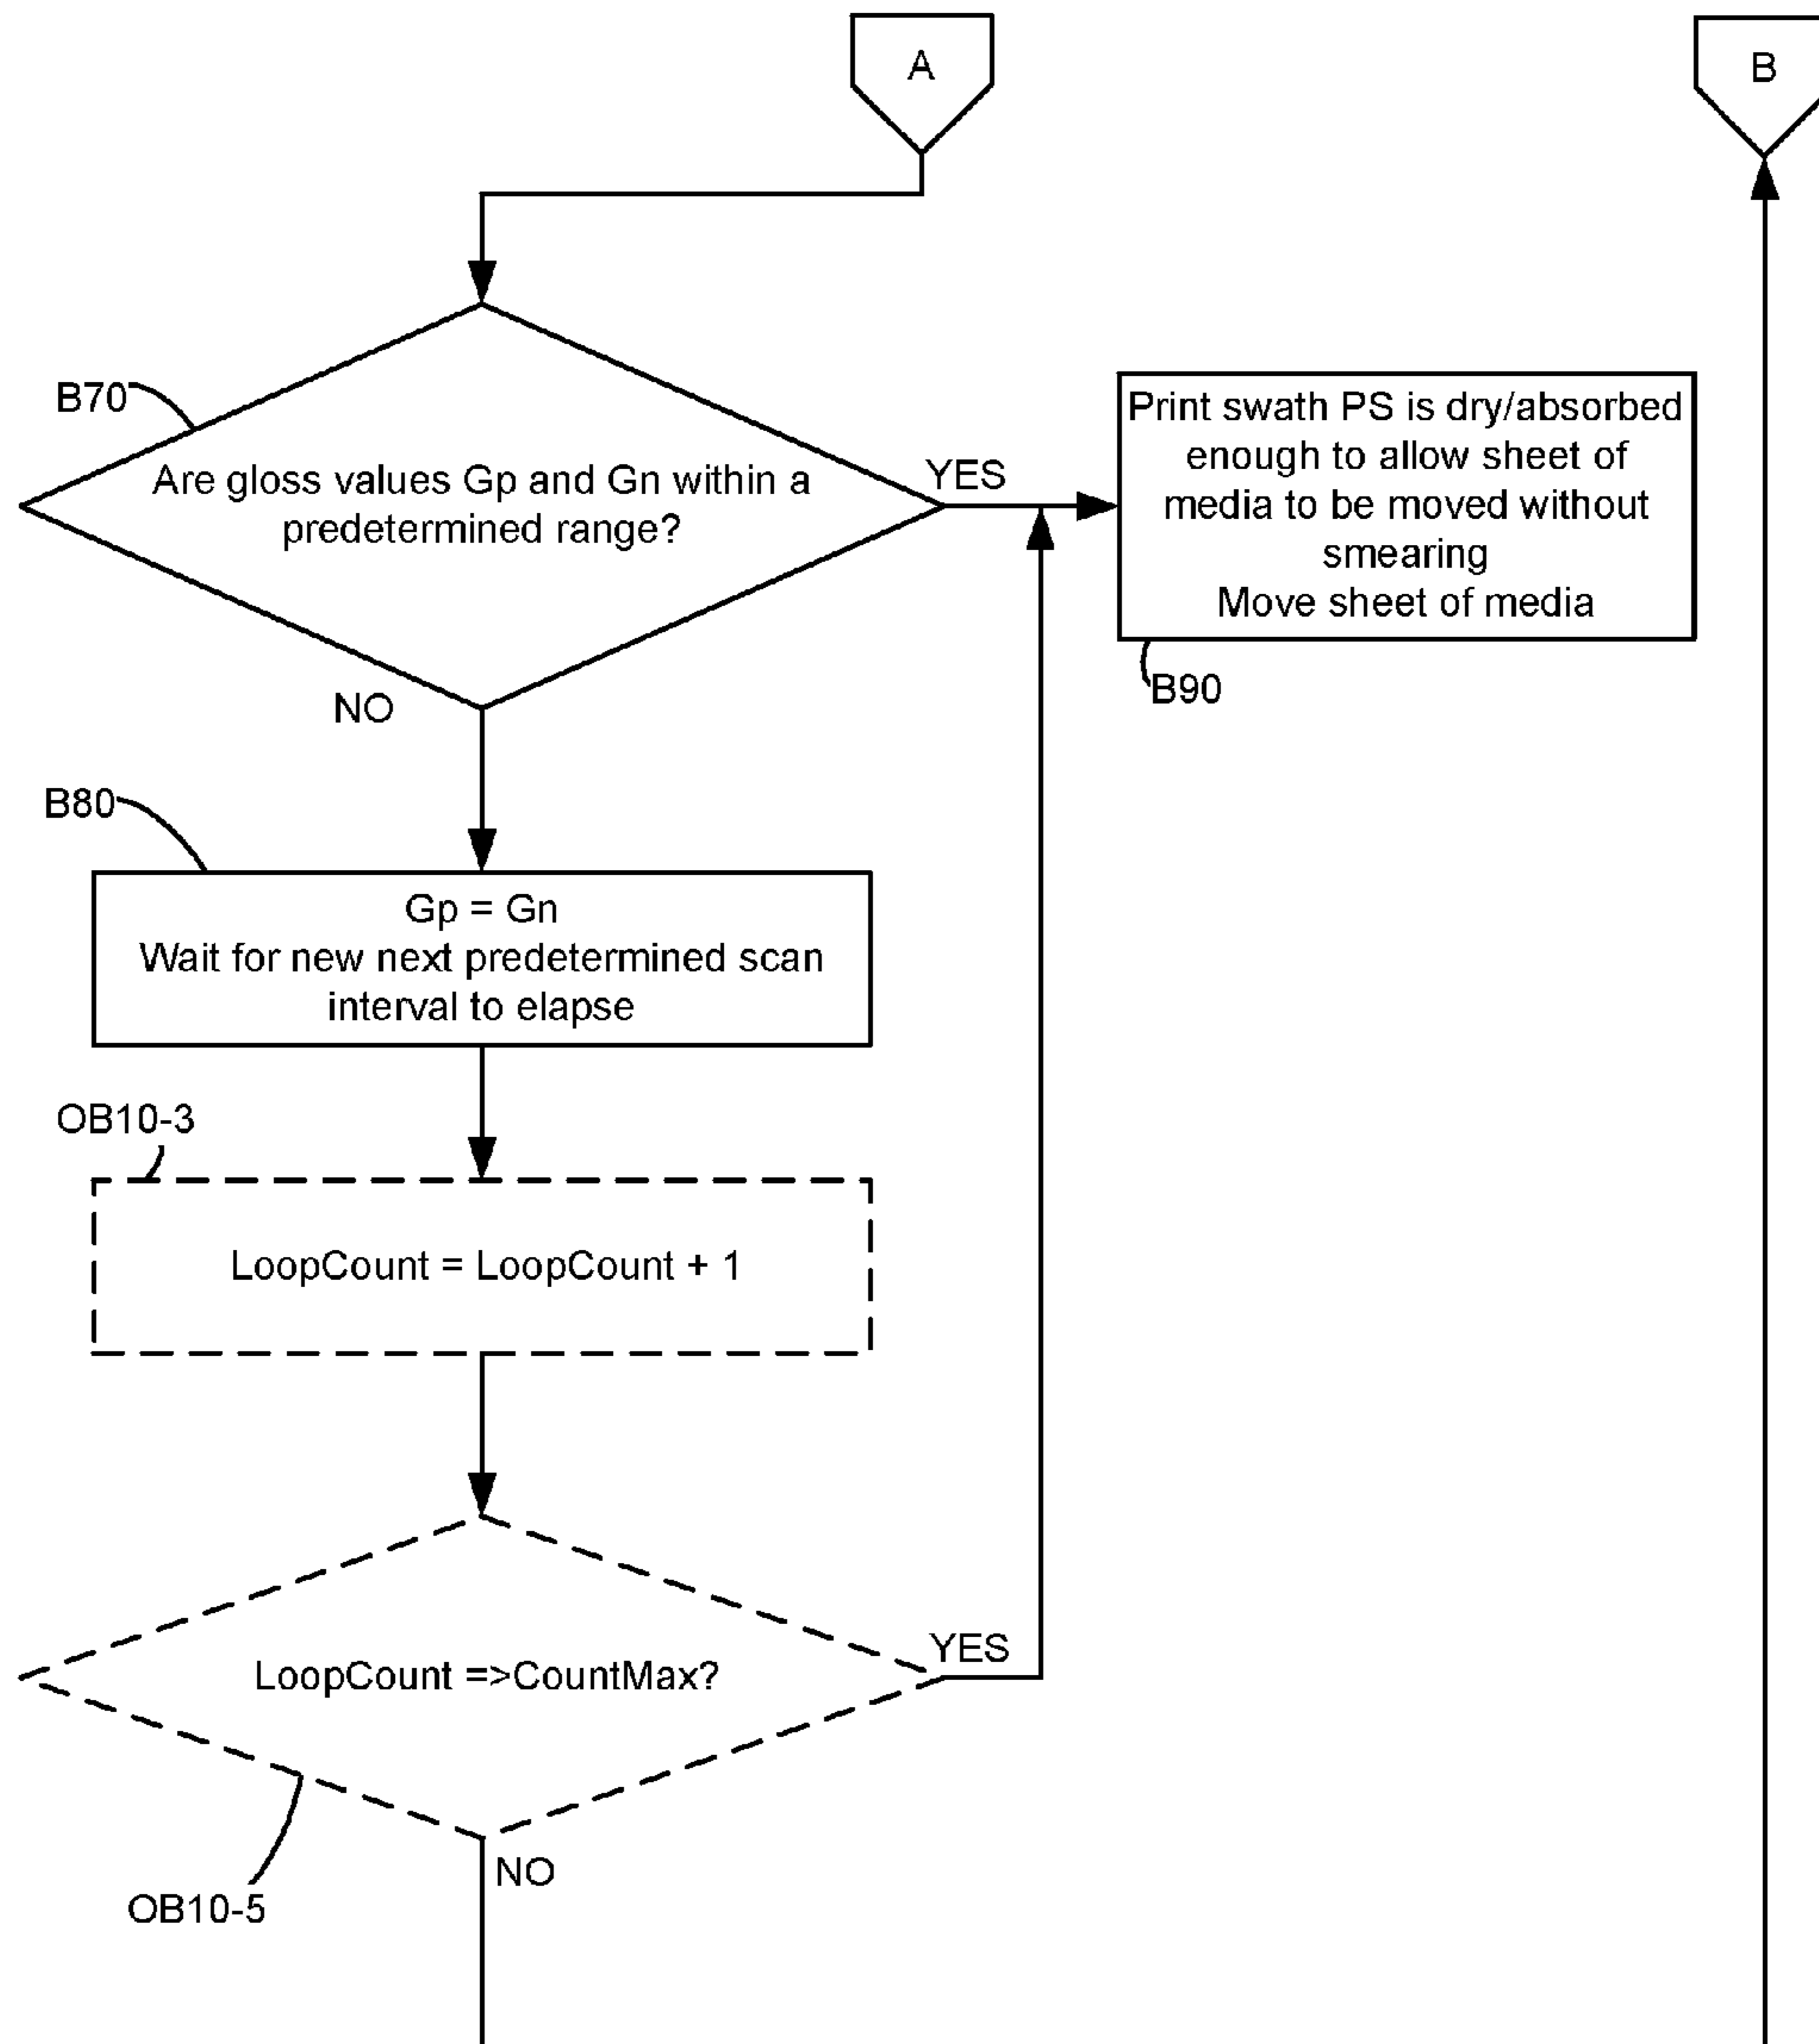 A
B
B70
Are gloss values Gp and Gn within a
predetermined range?
YES
Print swath PS is dry/absorbed
enough to allow sheet of
media to be moved without
smearing
Move sheet of media
B90
NO
B80
Gp = Gn
Wait for new next predetermined scan
interval to elapse
OB10-3
LoopCount = LoopCount + 1
LoopCount =>CountMax?
YES
NO
OB10-5